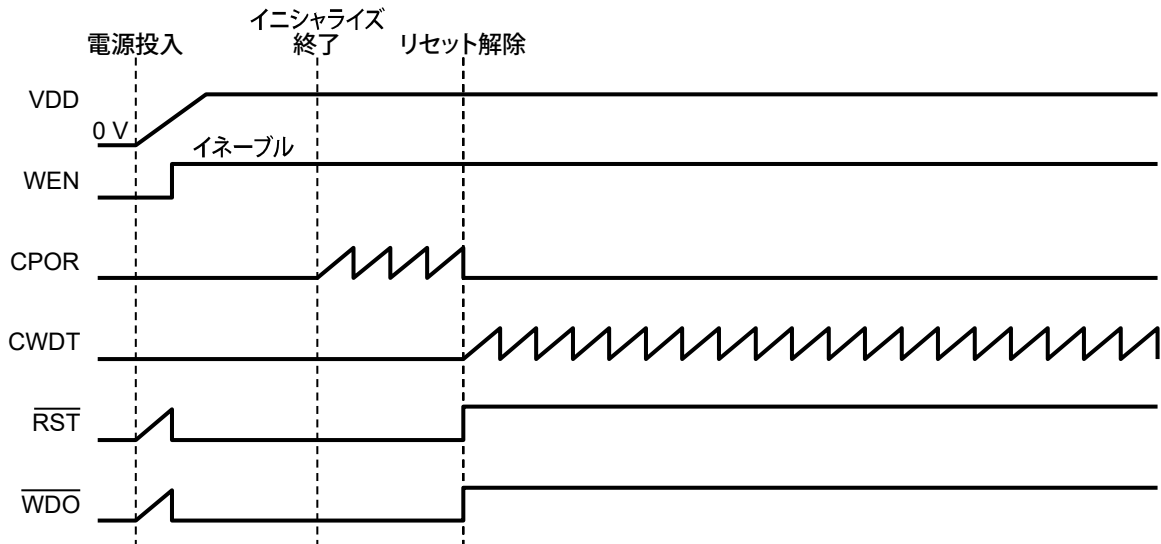 イニシャライズ
電源投入 終了 リセット解除
VDD
0 V
イネーブル
WEN
CPOR
CWDT
RST
WDO